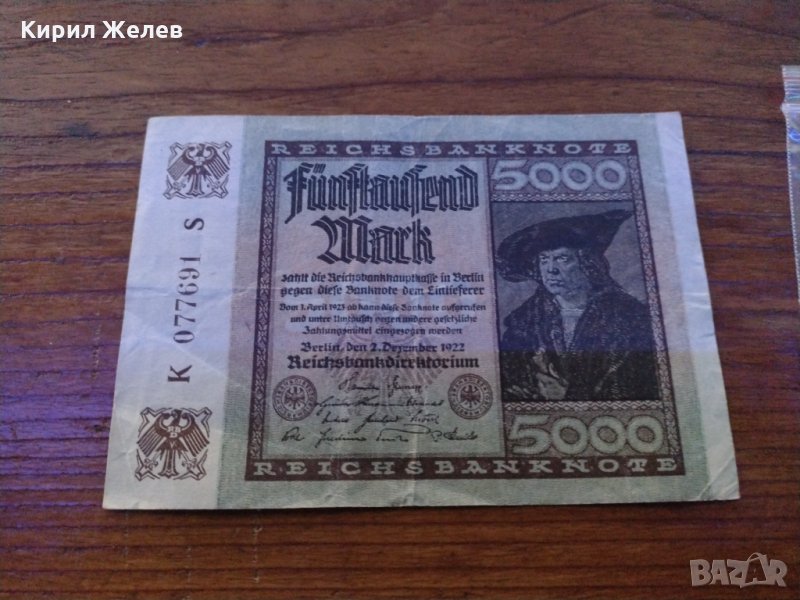 Кирил Желев
REICHSBANKNOTE
Fünftausend
Mark
5000
zahlt die Reichsbankhauptkasse in Berlin
gegen diese Banknote dem Einlieferer
Vom 1. April 1923 ab kann diese Banknote aufgerufen
und unter Umtausch gegen andere gesetzliche
Zahlungsmittel eingezogen werden
Berlin, den 2. Dezember 1922
Reichsbankdirektorium
5000
REICHSBANKNOTE
K 077691 S
BAZAR